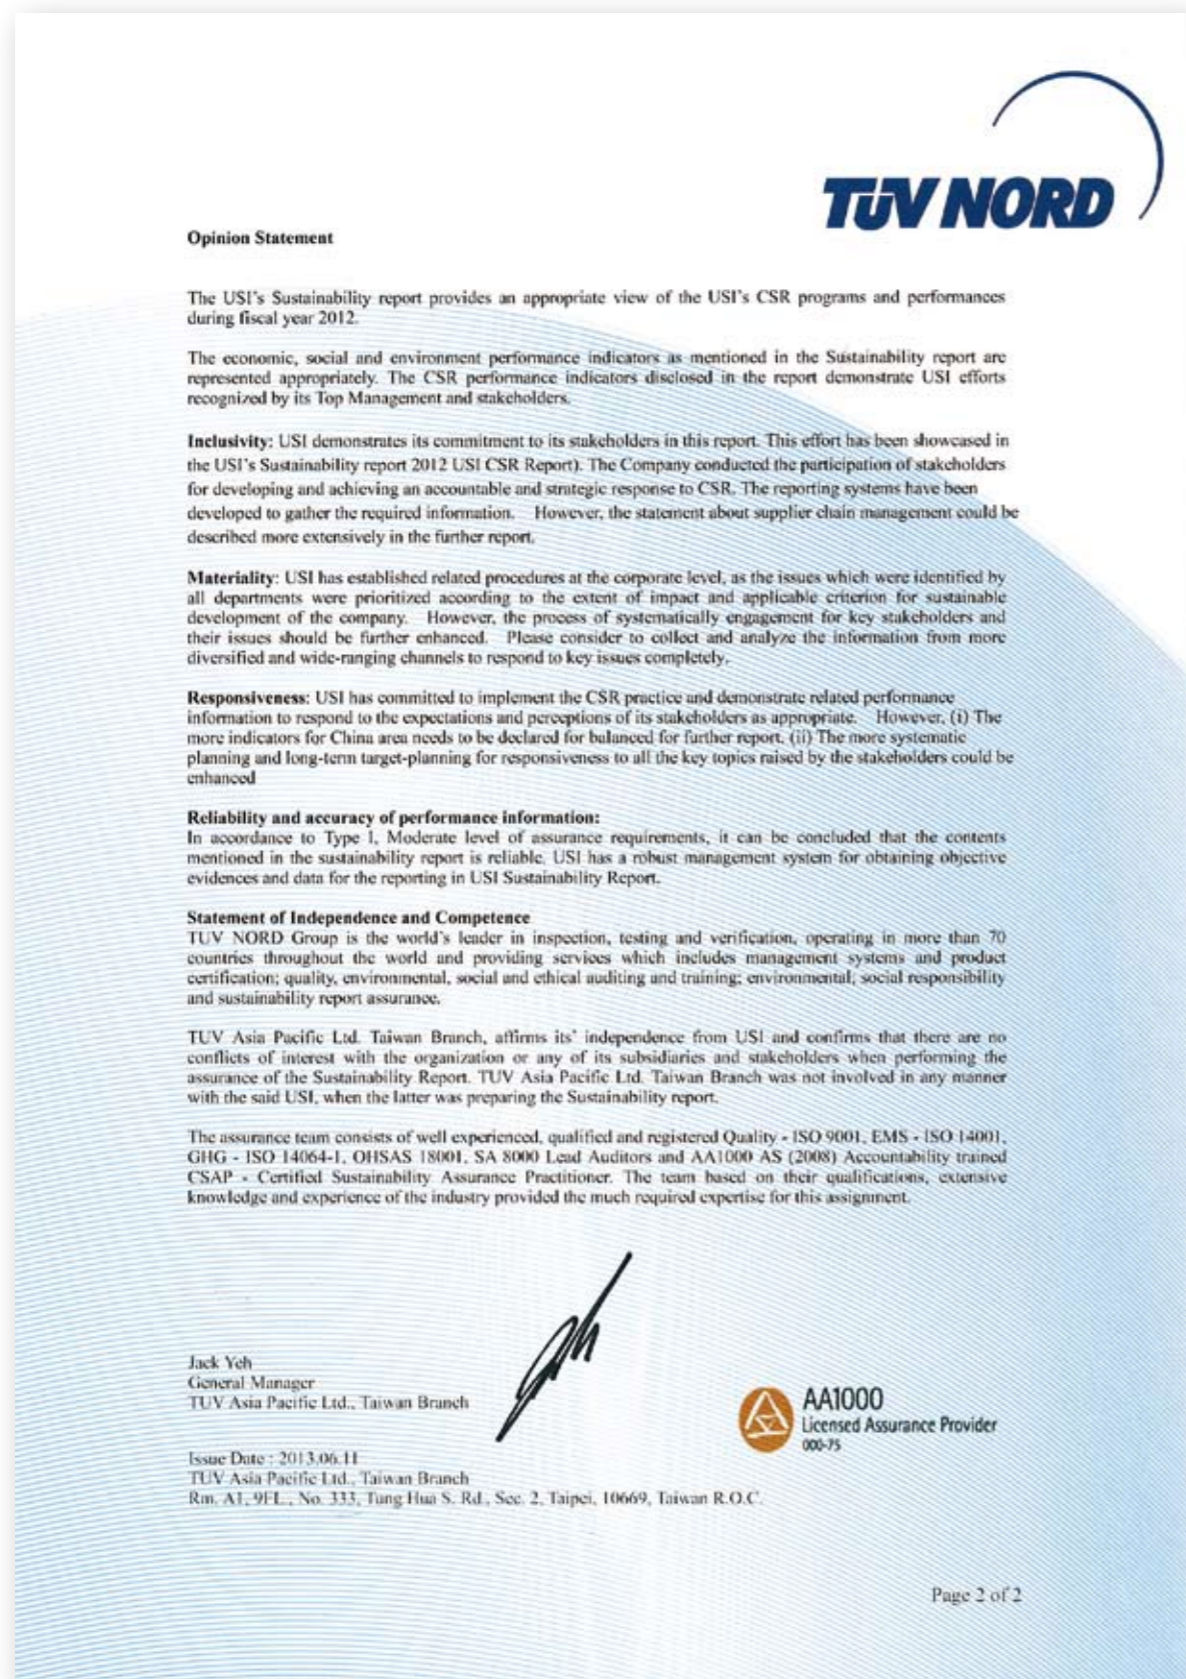 TÜV NORD
Opinion Statement
The USI's Sustainability report provides an appropriate view of the USI's CSR programs and performances
during fiscal year 2012.
The economic, social and environment performance indicators as mentioned in the Sustainability report are
represented appropriately. The CSR performance indicators disclosed in the report demonstrate USI efforts
recognized by its Top Management and stakeholders.
Inclusivity: USI demonstrates its commitment to its stakeholders in this report. This effort has been showcased in
the USI's Sustainability report 2012 USI CSR Report). The Company conducted the participation of stakeholders
for developing and achieving an accountable and strategic response to CSR. The reporting systems have been
developed to gather the required information. However, the statement about supplier chain management could be
described more extensively in the further report.
Materiality: USI has established related procedures at the corporate level, as the issues which were identified by
all departments were prioritized according to the extent of impact and applicable criterion for sustainable
development of the company. However, the process of systematically engagement for key stakeholders and
their issues should be further enhanced. Please consider to collect and analyze the information from more
diversified and wide-ranging channels to respond to key issues completely.
Responsiveness: USI has committed to implement the CSR practice and demonstrate related performance
information to respond to the expectations and perceptions of its stakeholders as appropriate. However, (i) The
more indicators for China area needs to be declared for balanced for further report. (ii) The more systematic
planning and long-term target-planning for responsiveness to all the key topics raised by the stakeholders could be
enhanced
Reliability and accuracy of performance information:
In accordance to Type 1, Moderate level of assurance requirements, it can be concluded that the contents
mentioned in the sustainability report is reliable. USI has a robust management system for obtaining objective
evidences and data for the reporting in USI Sustainability Report.
Statement of Independence and Competence
TUV NORD Group is the world's leader in inspection, testing and verification, operating in more than 70
countries throughout the world and providing services which includes management systems and product
certification; quality, environmental, social and ethical auditing and training; environmental, social responsibility
and sustainability report assurance.
TUV Asia Pacific Ltd. Taiwan Branch, affirms its' independence from USI and confirms that there are no
conflicts of interest with the organization or any of its subsidiaries and stakeholders when performing the
assurance of the Sustainability Report. TUV Asia Pacific Ltd. Taiwan Branch was not involved in any manner
with the said USI, when the latter was preparing the Sustainability report.
The assurance team consists of well experienced, qualified and registered Quality - ISO 9001, EMS - ISO 14001,
GHG - ISO 14064-1, OHSAS 18001, SA 8000 Lead Auditors and AA1000 AS (2008) Accountability trained
CSAP - Certified Sustainability Assurance Practitioner. The team based on their qualifications, extensive
knowledge and experience of the industry provided the much required expertise for this assignment.
Jack Yeh
General Manager
TUV Asia Pacific Ltd., Taiwan Branch
AA1000
Licensed Assurance Provider
000-75
Issue Date : 2013.06.11
TUV Asia Pacific Ltd., Taiwan Branch
Rm. A1, 9FL., No. 333, Tung Hua S. Rd., Sec. 2, Taipei, 10669, Taiwan R.O.C.
Page 2 of 2